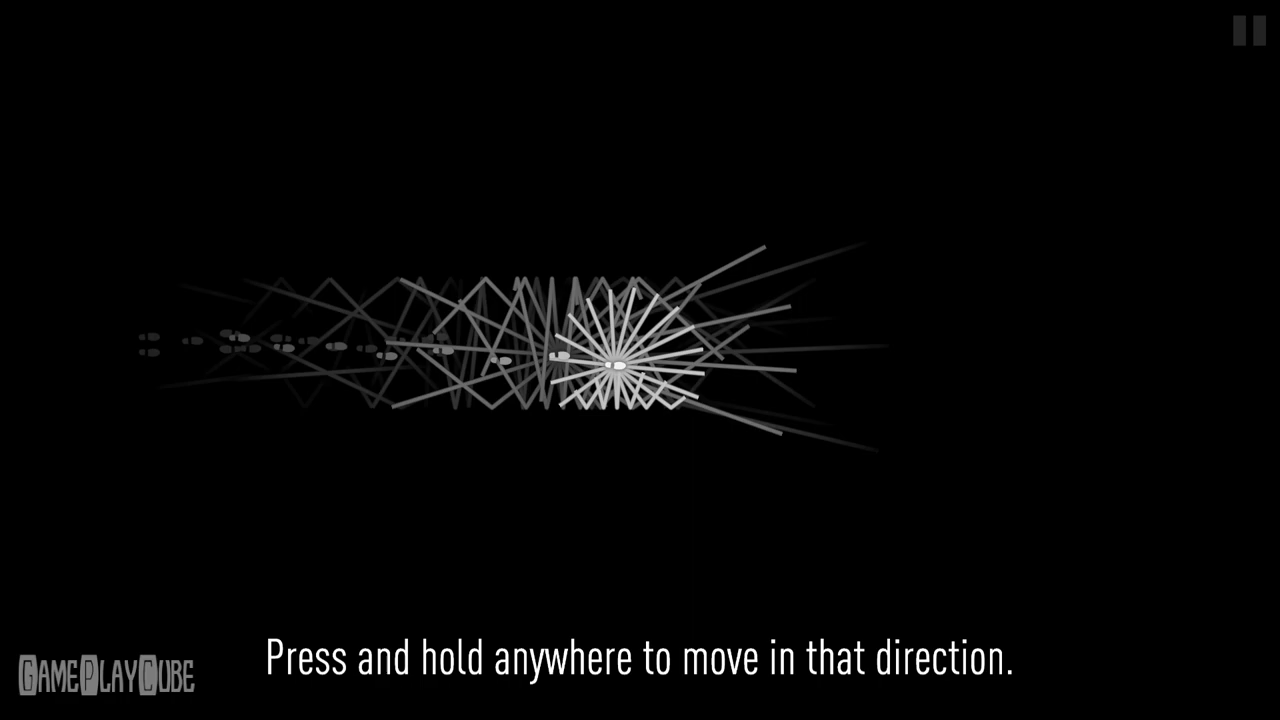 Press and hold anywhere to move in that direction.
GAMEPLAYCUBE